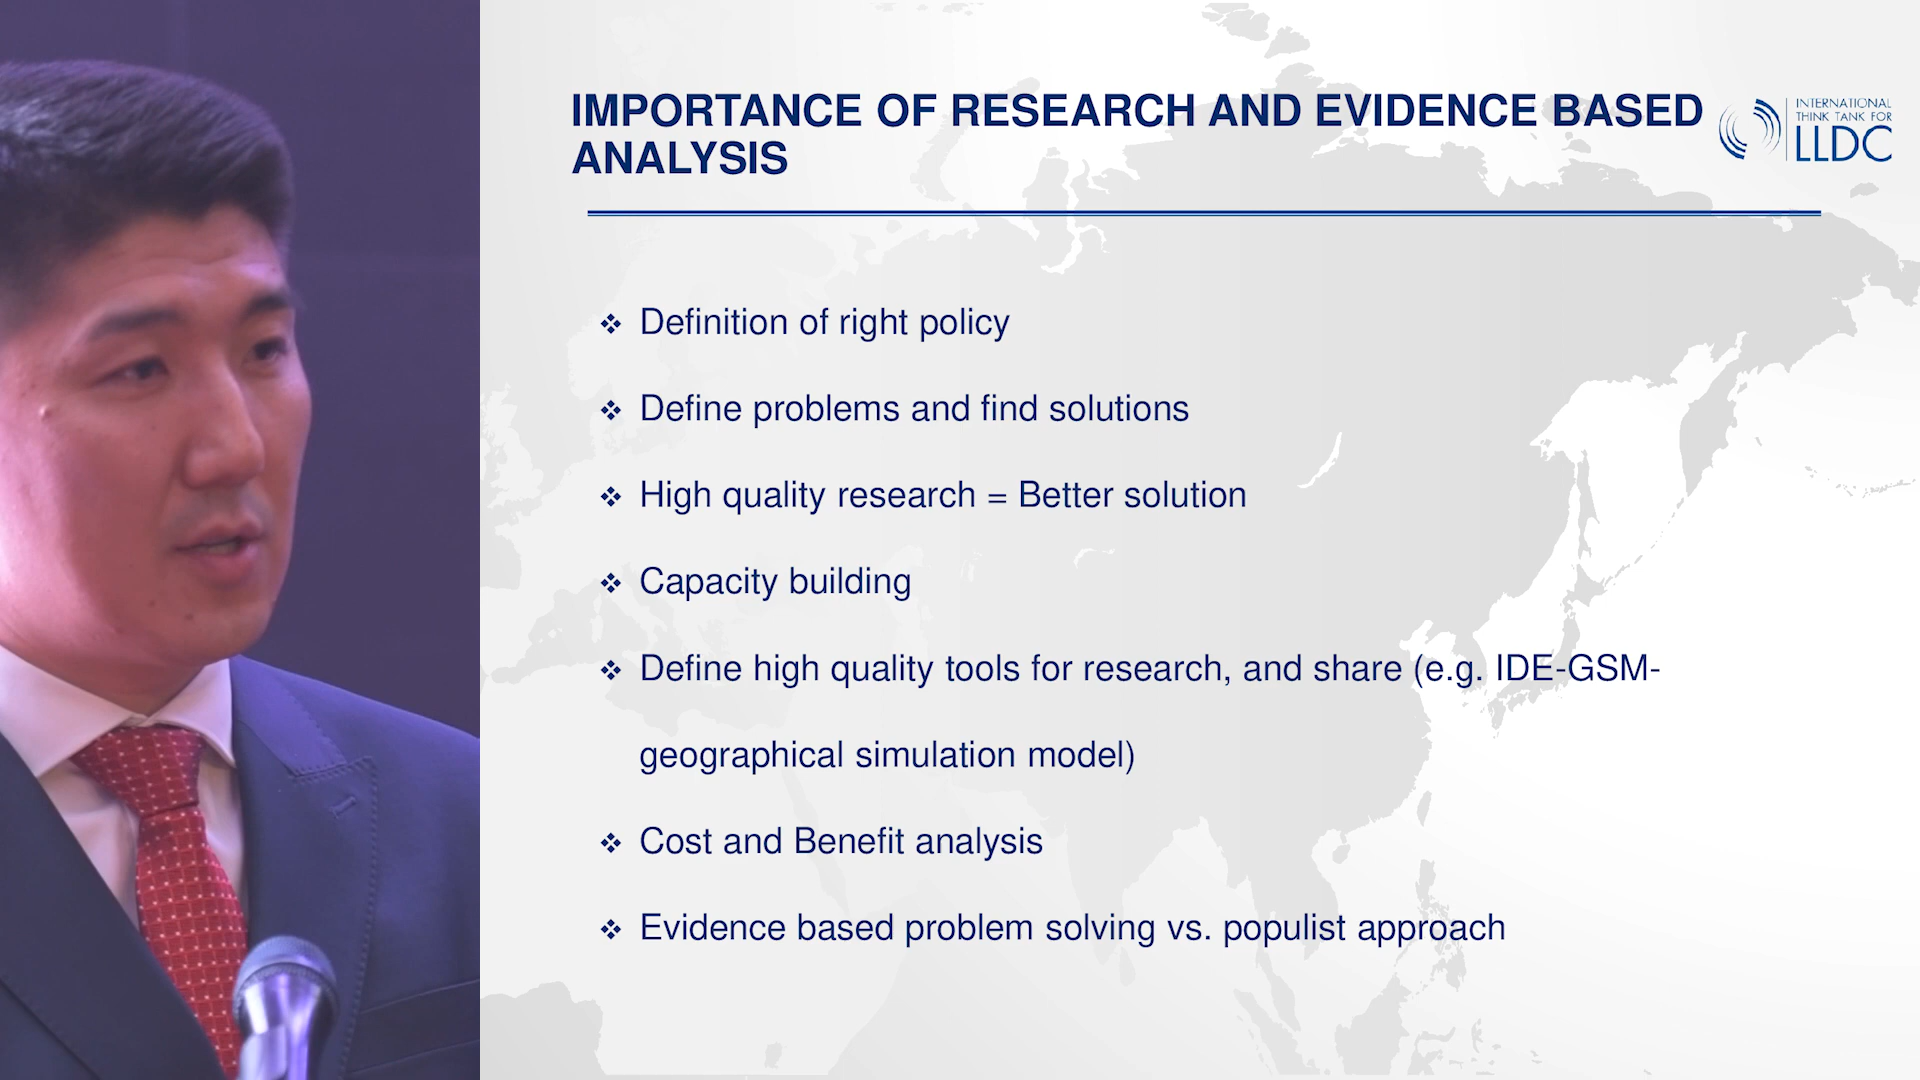 IMPORTANCE OF RESEARCH AND EVIDENCE BASED
ANALYSIS
INTERNATIONAL
THINK TANK FOR
LLDC
❖ Definition of right policy
❖ Define problems and find solutions
❖ High quality research = Better solution
❖ Capacity building
❖ Define high quality tools for research, and share (e.g. IDE-GSM-
geographical simulation model)
❖ Cost and Benefit analysis
❖ Evidence based problem solving vs. populist approach